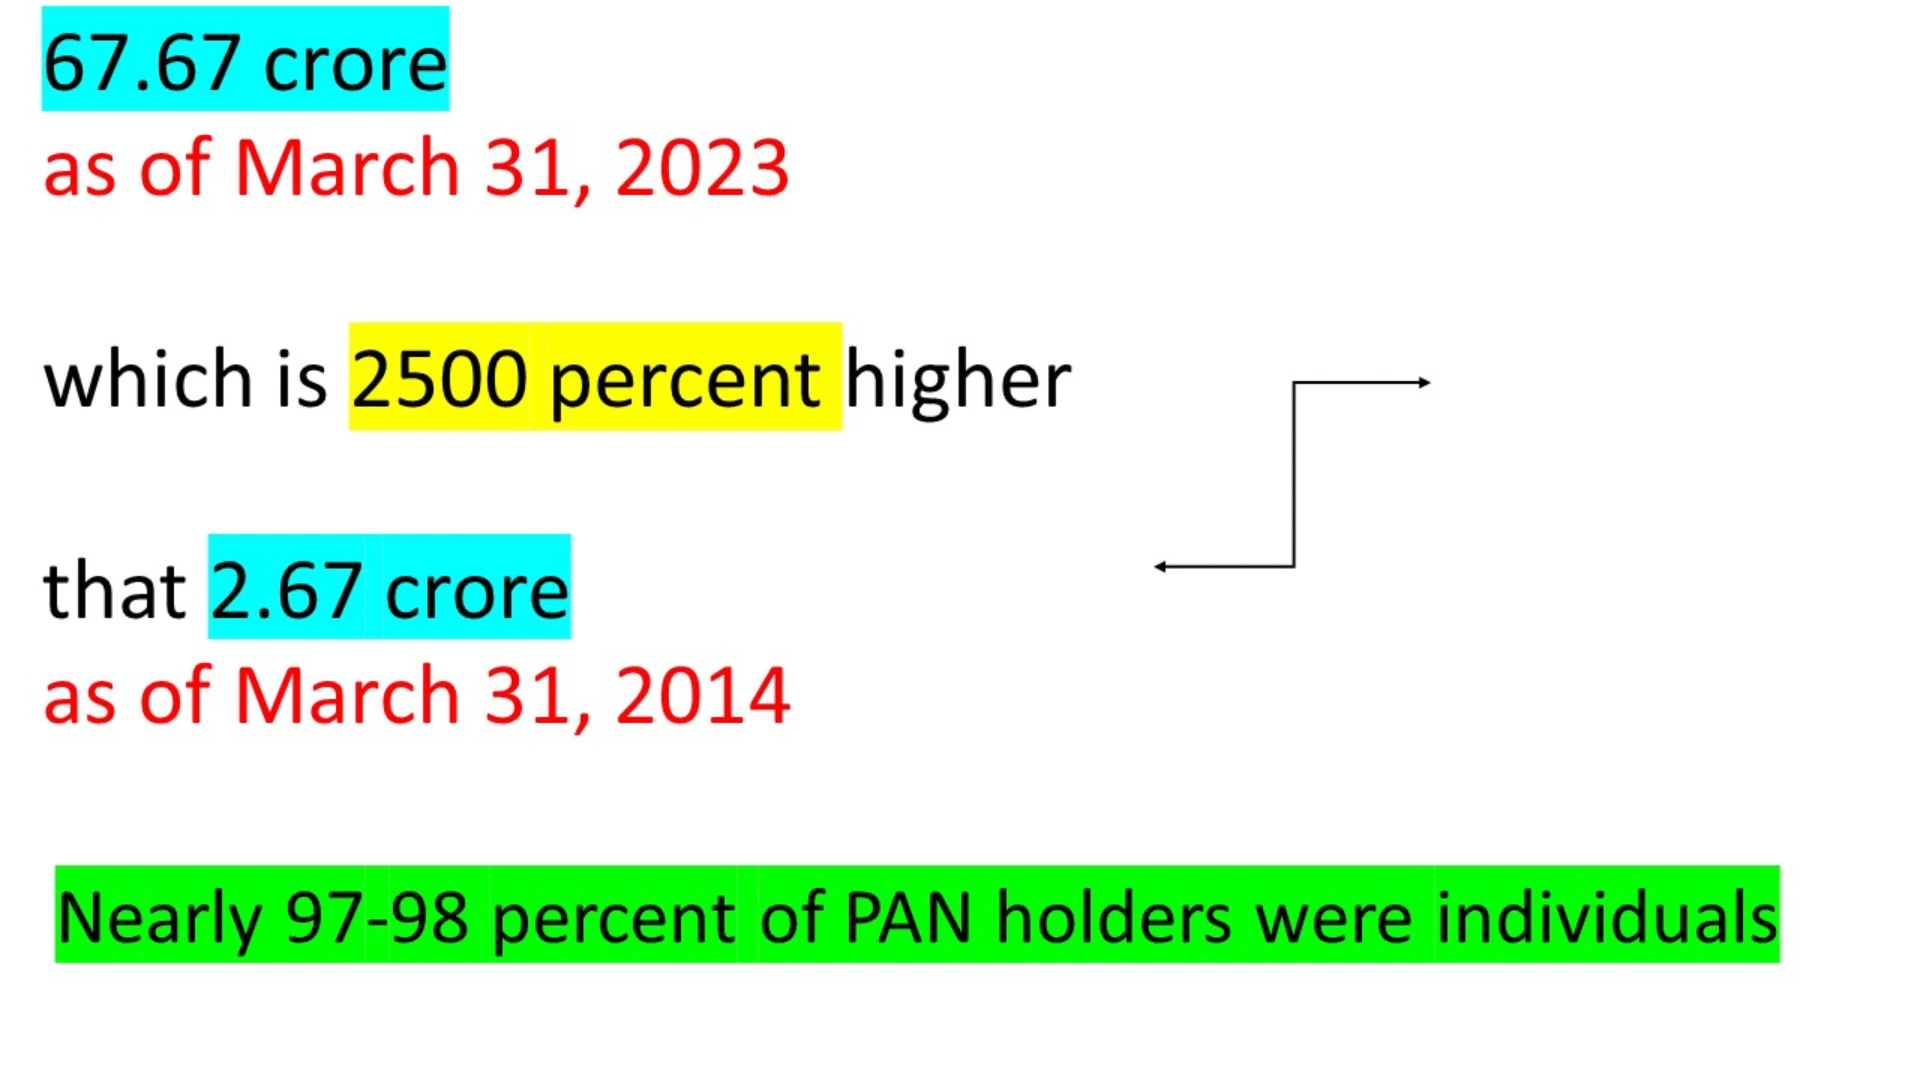 67.67 crore
as of March 31, 2023
which is 2500 percent higher
that 2.67 crore
as of March 31, 2014
Nearly 97-98 percent of PAN holders were individuals